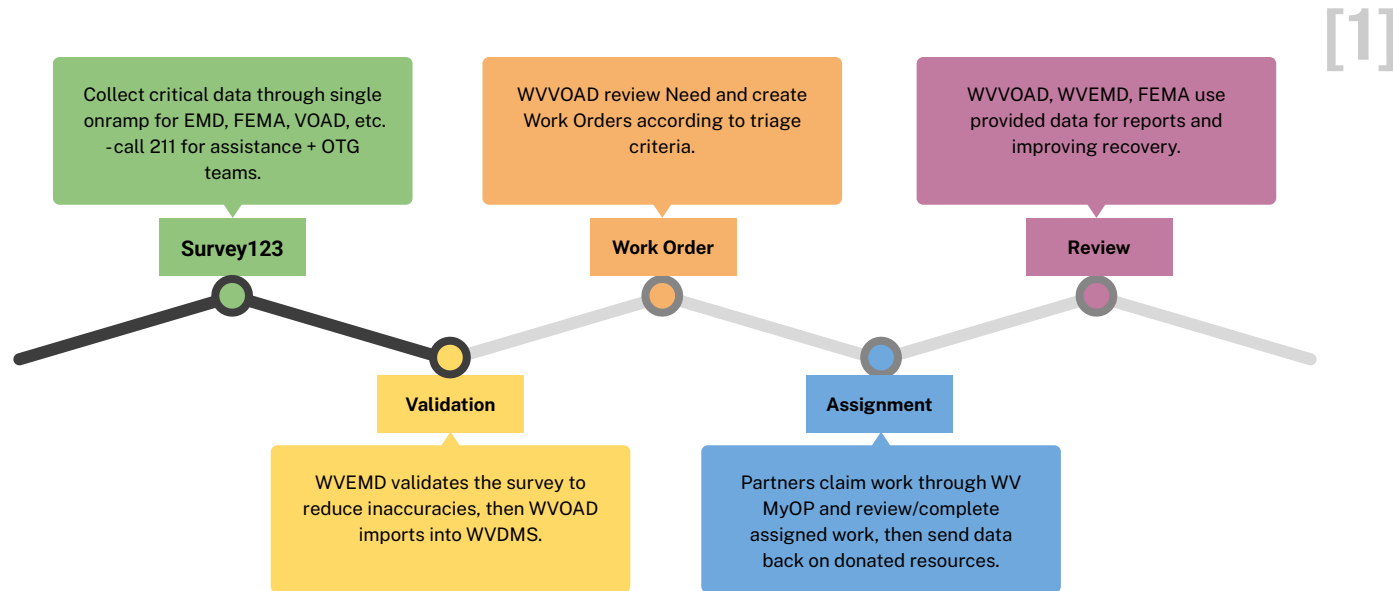 [1]
Collect critical data through single
onramp for EMD, FEMA, VOAD, etc.
- call 211 for assistance + OTG
teams.
Survey123
WVVOAD review Need and create
Work Orders according to triage
criteria.
Work Order
WVVOAD, WVEMD, FEMA use
provided data for reports and
improving recovery.
Review
Validation
WVEMD validates the survey to
reduce inaccuracies, then WVOAD
imports into WVDMS.
Assignment
Partners claim work through WV
MyOP and review/complete
assigned work, then send data
back on donated resources.